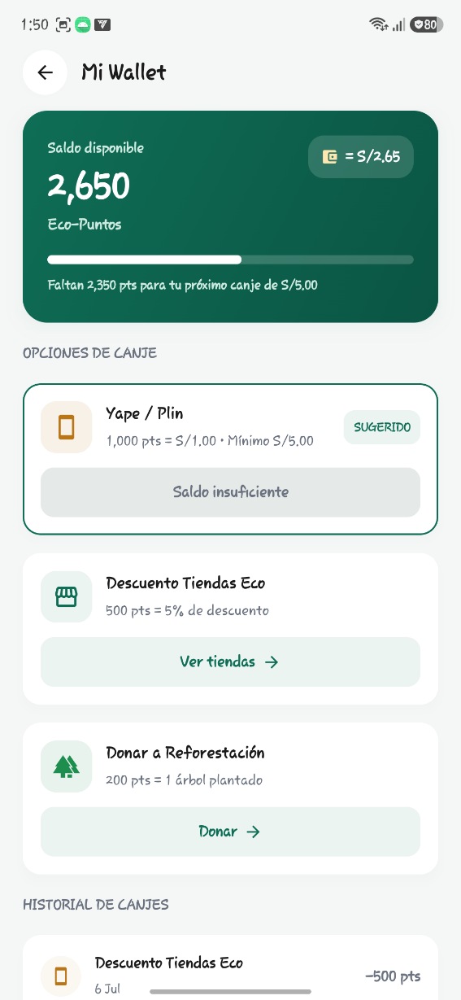 1:50
80
Mi Wallet
Saldo disponible
= S/2.65
2,650
Eco-Puntos
Faltan 2,350 pts para tu próximo canje de S/5.00
OPCIONES DE CANJE
Yape / Plin
1,000 pts = S/1.00 • Mínimo S/5.00
SUGERIDO
Saldo insuficiente
Descuento Tiendas Eco
500 pts = 5% de descuento
Ver tiendas →
Donar a Reforestación
200 pts = 1 árbol plantado
Donar →
HISTORIAL DE CANJES
Descuento Tiendas Eco
6 Jul
-500 pts